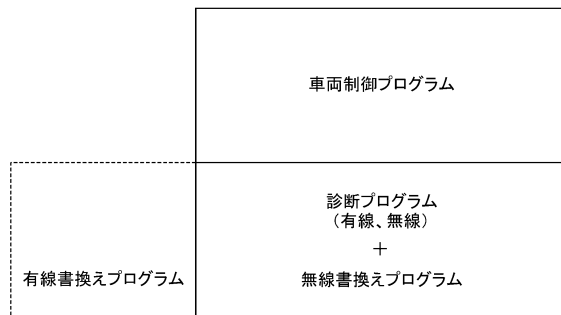 車両制御プログラム
診断プログラム
（有線、無線）
＋
有線書換えプログラム
無線書換えプログラム